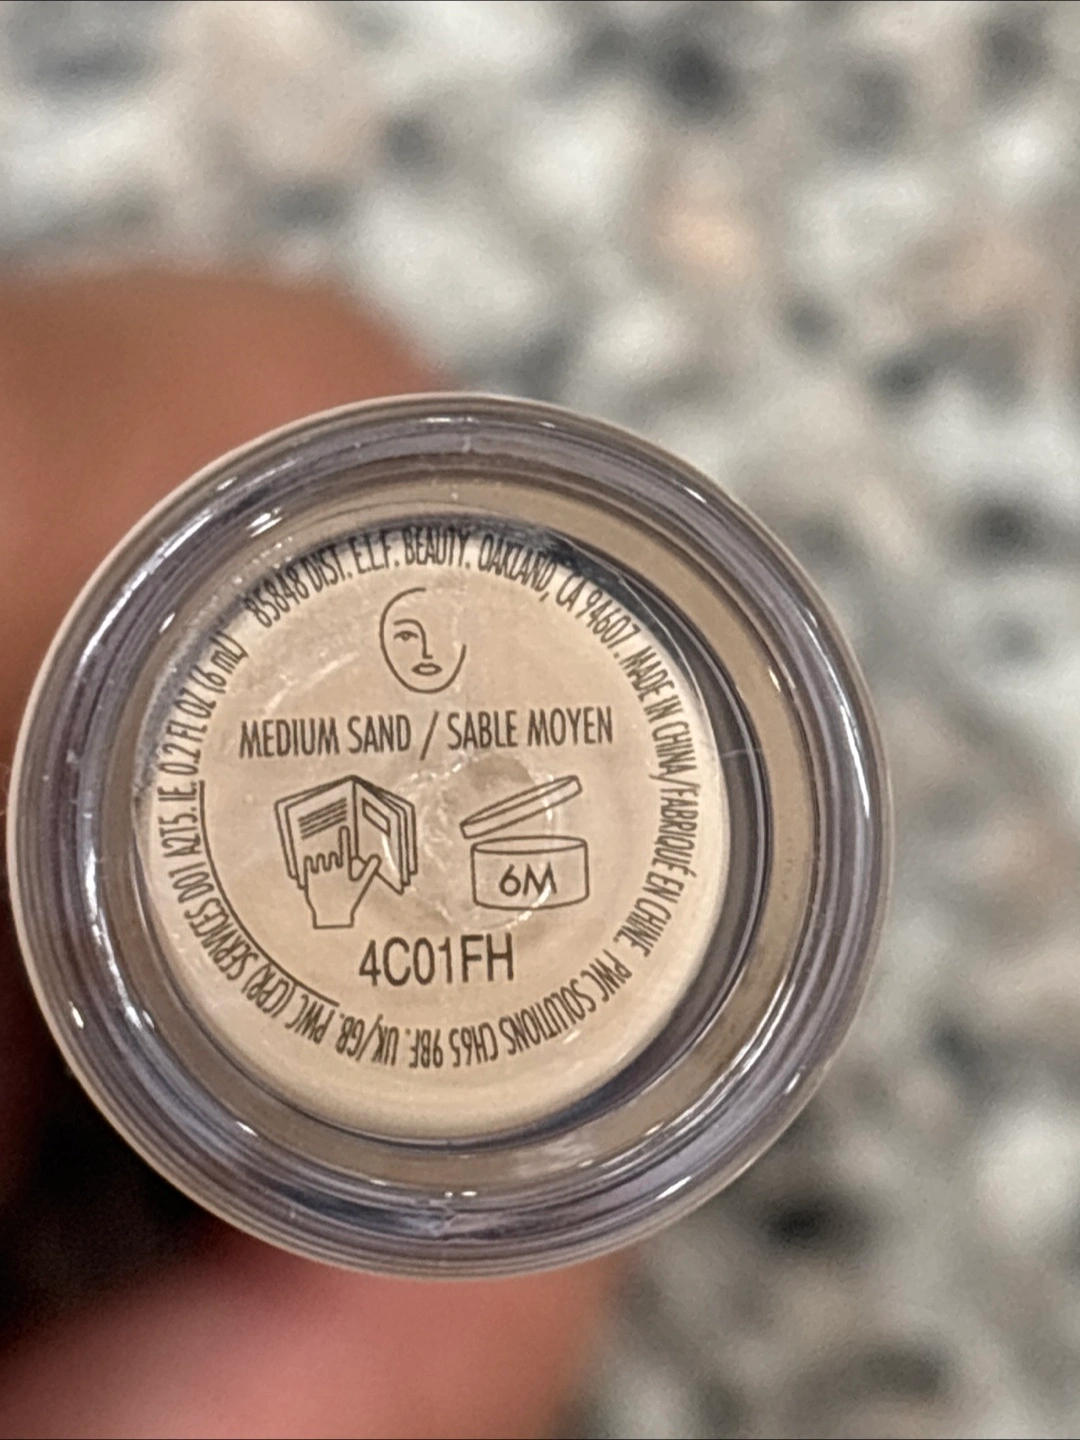 85848 DIST. E.L.F. BEAUTY. OAKLAND, CA 94607. MADE IN CHINA/FABRIQUÉ EN CHINE. PWC SOLUTIONS CH65 9BF. UK/GB. PWC (CPR) SERVICES D01 A2T5. IE. 0.2 FL OZ (6 mL)
MEDIUM SAND / SABLE MOYEN
6M
4C01FH